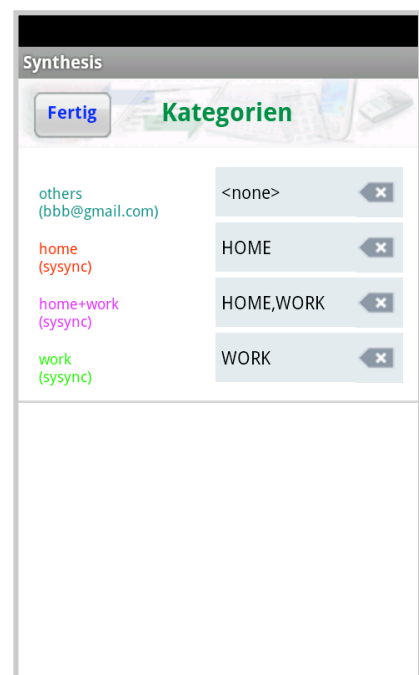 Synthesis
Fertig
Kategorien
others
(bbb@gmail.com)
<none>
home
(sysync)
HOME
home+work
(sysync)
HOME,WORK
work
(sysync)
WORK